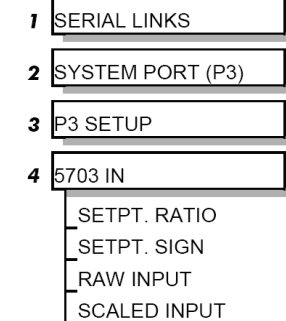 1 SERIAL LINKS
2 SYSTEM PORT (P3)
3 P3 SETUP
4 5703 IN
SETPT. RATIO
SETPT. SIGN
RAW INPUT
SCALED INPUT